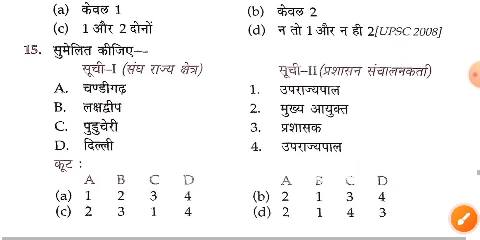 (a) केवल 1 (b) केवल 2
(c) 1 और 2 दोनों (d) न तो 1 और न ही 2[UPSC 2008]
15. सुमेलित कीजिए--
सूची-I (संघ राज्य क्षेत्र) सूची-II (प्रशासन संचालनकर्ता)
A. चण्डीगढ़ 1. उपराज्यपाल
B. लक्षद्वीप 2. मुख्य आयुक्त
C. पुडुचेरी 3. प्रशासक
D. दिल्ली 4. उपराज्यपाल
कूट :
A B C D A B C D
(a) 1 2 3 4 (b) 2 1 3 4
(c) 2 3 1 4 (d) 2 1 4 3